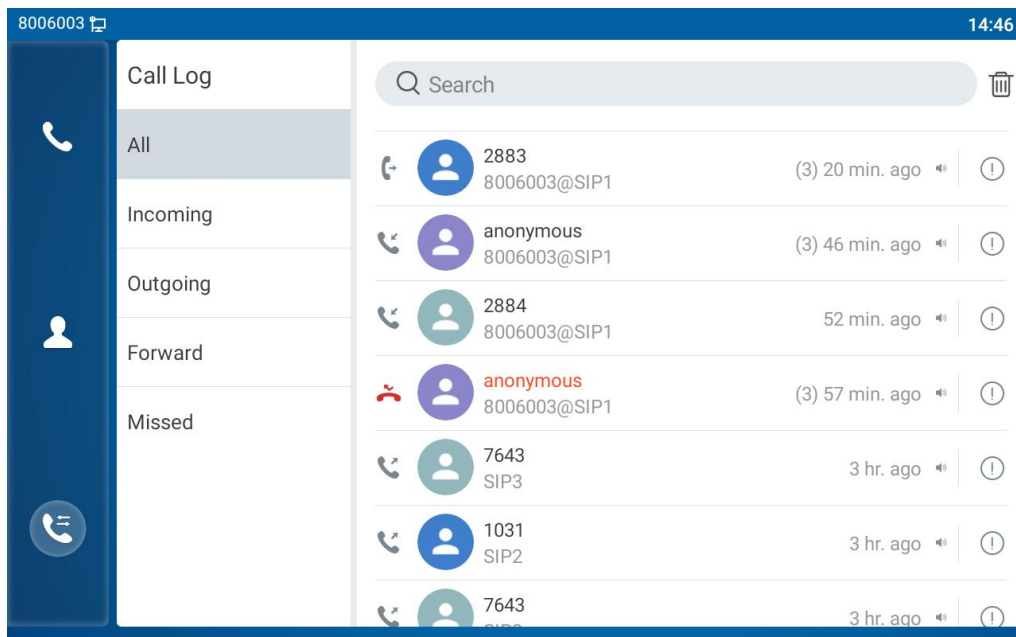 8006003
14:46
Call Log
Search
All
Incoming
Outgoing
Forward
Missed
2883
8006003@SIP1
(3) 20 min. ago
anonymous
8006003@SIP1
(3) 46 min. ago
2884
8006003@SIP1
52 min. ago
anonymous
8006003@SIP1
(3) 57 min. ago
7643
SIP3
3 hr. ago
1031
SIP2
3 hr. ago
7643
3 hr. ago